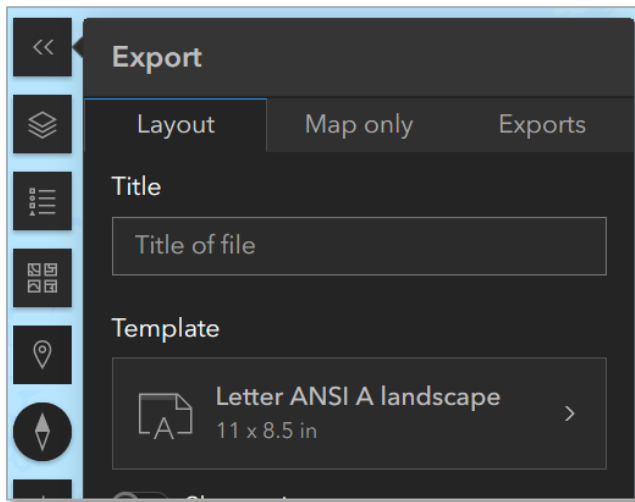 Export
Layout Map only Exports
Title
Title of file
Template
Letter ANSI A landscape
11 x 8.5 in